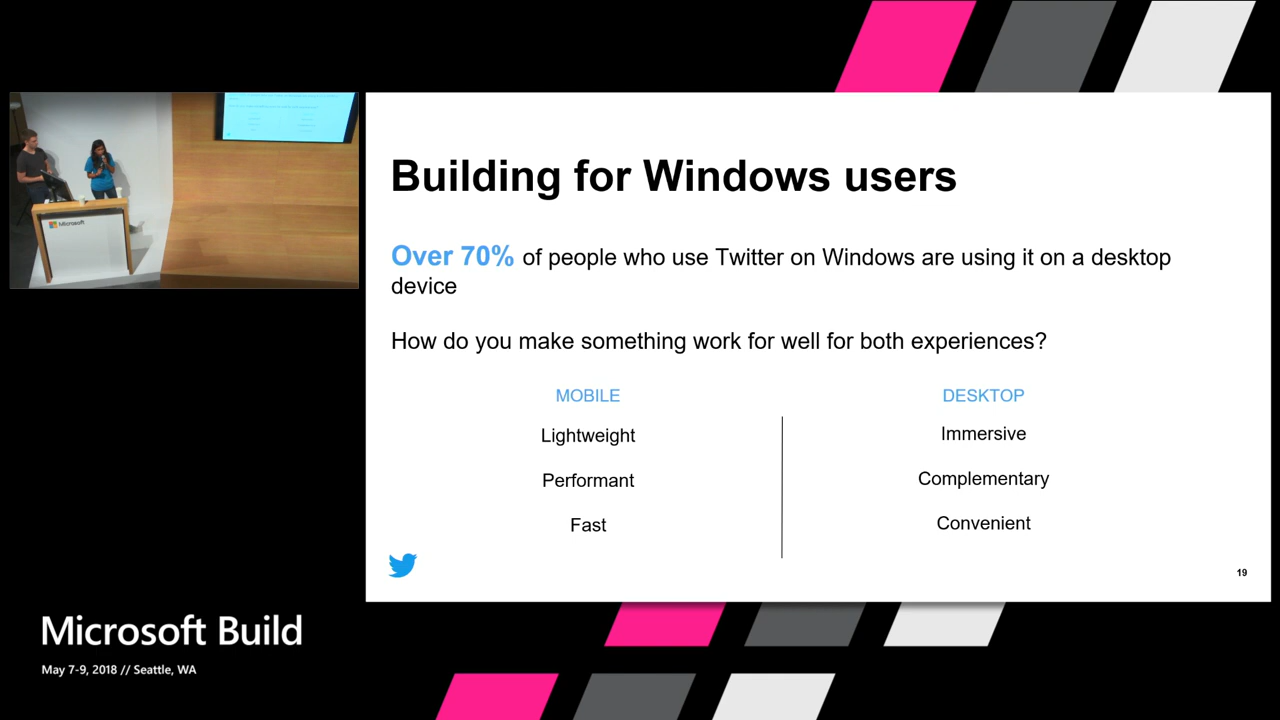 Microsoft
Building for Windows users
Over 70% of people who use Twitter on Windows are using it on a desktop
device
How do you make something work for well for both experiences?
MOBILE
Lightweight
Performant
Fast
DESKTOP
Immersive
Complementary
Convenient
19
Microsoft Build
May 7-9, 2018 // Seattle, WA